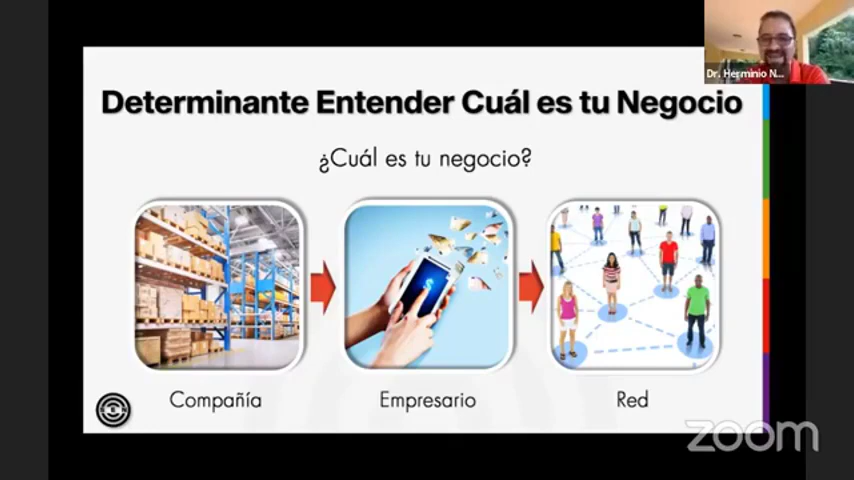 Dr. Herminio N...
Determinante Entender Cuál es tu Negocio
¿Cuál es tu negocio?
$
Compañía
Empresario
Red
zoom